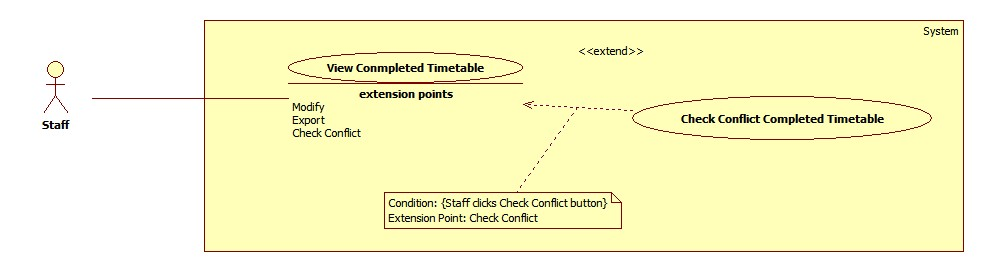 System
<<extend>>
View Conmpleted Timetable
extension points
Modify
Export
Check Conflict
Staff
Check Conflict Completed Timetable
Condition: {Staff clicks Check Conflict button}
Extension Point: Check Conflict